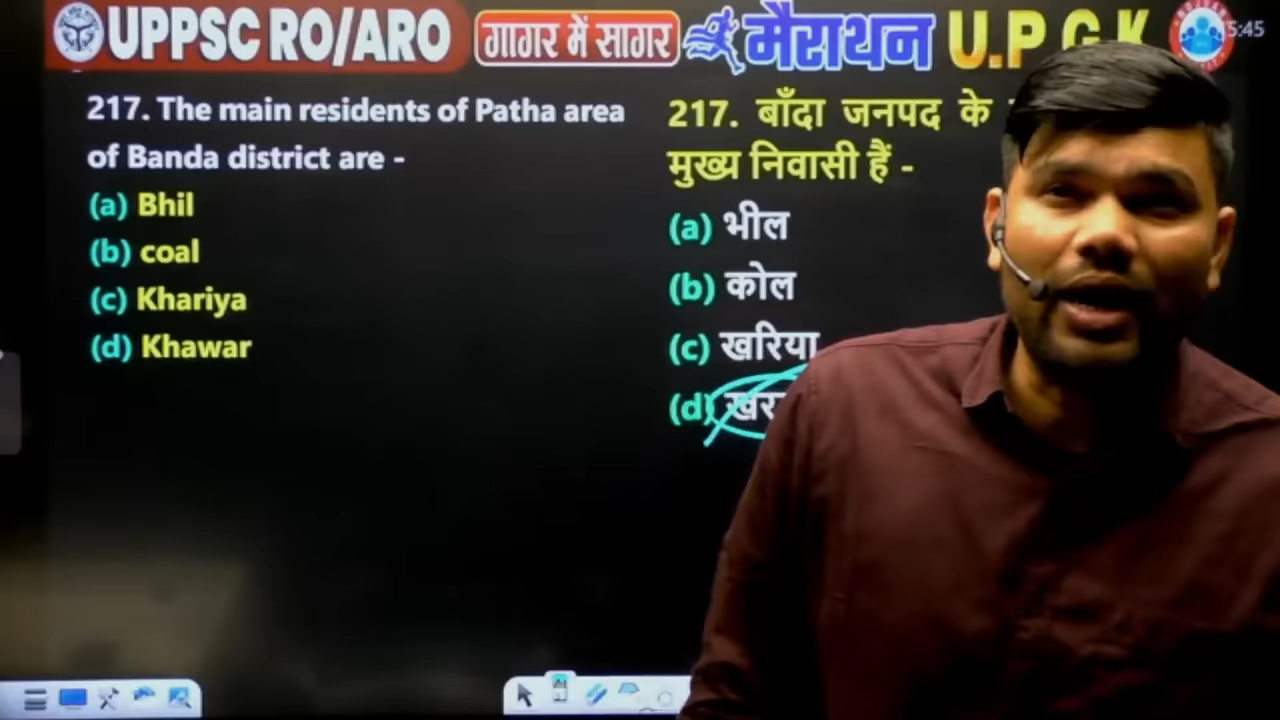 UPPSC RO/ARO गागर में सागर मैराथन U.P G K
5:45
217. The main residents of Patha area
of Banda district are -
(a) Bhil
(b) coal
(c) Khariya
(d) Khawar
217. बाँदा जनपद के
मुख्य निवासी हैं -
(a) भील
(b) कोल
(c) खरिया
(d)